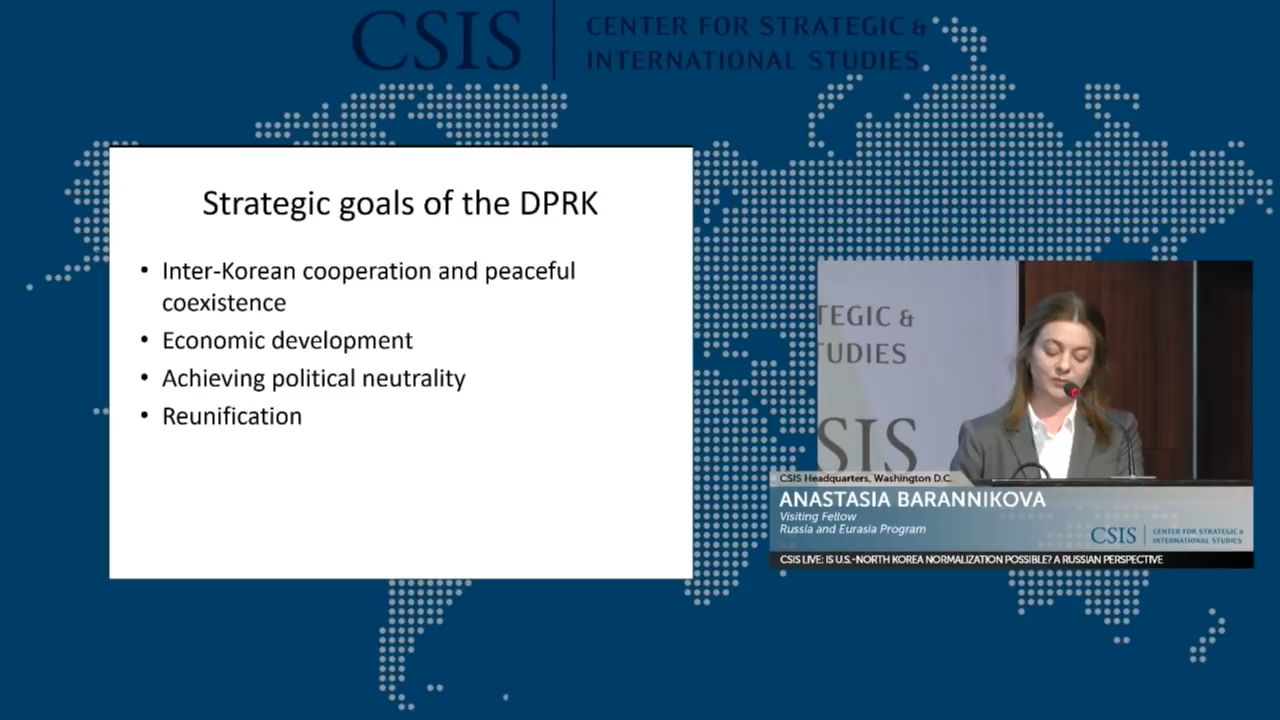 CSIS
CENTER FOR STRATEGIC &
INTERNATIONAL STUDIES
Strategic goals of the DPRK
• Inter-Korean cooperation and peaceful
coexistence
• Economic development
• Achieving political neutrality
• Reunification
TEGIC &
UDIES
SIS
CSIS Headquarters, Washington D.C.
ANASTASIA BARANNIKOVA
Visiting Fellow
Russia and Eurasia Program
CSIS
CENTER FOR STRATEGIC &
INTERNATIONAL STUDIES
CSIS LIVE: IS U.S.-NORTH KOREA NORMALIZATION POSSIBLE? A RUSSIAN PERSPECTIVE